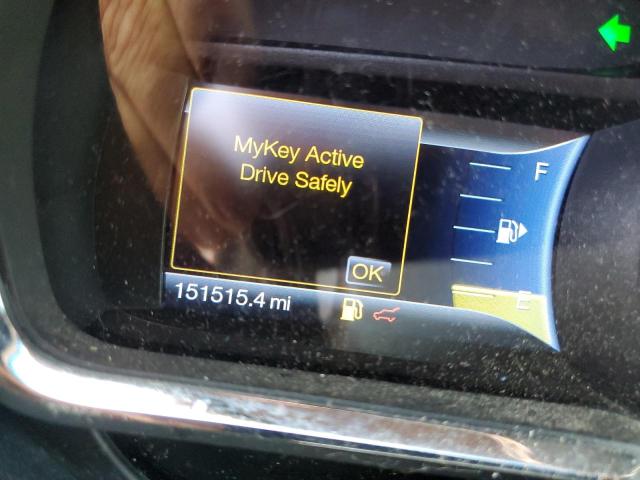 MyKey Active
Drive Safely
OK
F
E
151515.4 mi